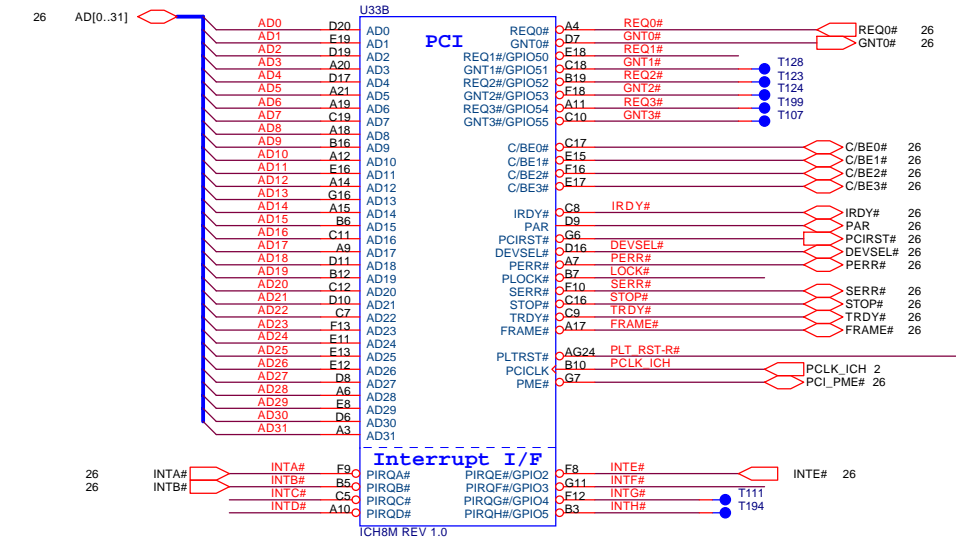 U33B
26 AD[0..31]
PCI
AD0 D20 AD0 REQ0# A4 REQ0# REQ0# 26
AD1 E19 AD1 GNT0# D7 GNT0# GNT0# 26
AD2 D19 AD2 REQ1#/GPIO50 E18 REQ1#
AD3 A20 AD3 GNT1#/GPIO51 C18 GNT1# T128
AD4 D17 AD4 REQ2#/GPIO52 B19 REQ2# T123
AD5 A21 AD5 GNT2#/GPIO53 F18 GNT2# T124
AD6 A19 AD6 REQ3#/GPIO54 A11 REQ3# T199
AD7 C19 AD7 GNT3#/GPIO55 C10 GNT3# T107
AD8 A18 AD8
AD9 B16 AD9 C/BE0# C17 C/BE0# 26
AD10 A12 AD10 C/BE1# E15 C/BE1# 26
AD11 E16 AD11 C/BE2# F16 C/BE2# 26
AD12 A14 AD12 C/BE3# E17 C/BE3# 26
AD13 G16 AD13
AD14 A15 AD14 IRDY# C8 IRDY# IRDY# 26
AD15 B6 AD15 PAR D9 PAR 26
AD16 C11 AD16 PCIRST# G6 PCIRST# 26
AD17 A9 AD17 DEVSEL# D16 DEVSEL# DEVSEL# 26
AD18 D11 AD18 PERR# A7 PERR# PERR# 26
AD19 B12 AD19 PLOCK# B7 LOCK#
AD20 C12 AD20 SERR# F10 SERR# SERR# 26
AD21 D10 AD21 STOP# C16 STOP# STOP# 26
AD22 C7 AD22 TRDY# C9 TRDY# TRDY# 26
AD23 F13 AD23 FRAME# A17 FRAME# FRAME# 26
AD24 E11 AD24
AD25 E13 AD25 PLTRST# AG24 PLT_RST-R#
AD26 E12 AD26 PCICLK B10 PCLK_ICH PCLK_ICH 2
AD27 D8 AD27 PME# G7 PCI_PME# 26
AD28 A6 AD28
AD29 E8 AD29
AD30 D6 AD30
AD31 A3 AD31
Interrupt I/F
26 INTA# INTA# F9 PIRQA# PIRQE#/GPIO2 F8 INTE# INTE# 26
26 INTB# INTB# B5 PIRQB# PIRQF#/GPIO3 G11 INTF#
INTC# C5 PIRQC# PIRQG#/GPIO4 F12 INTG# T111
INTD# A10 PIRQD# PIRQH#/GPIO5 B3 INTH# T194
ICH8M REV 1.0